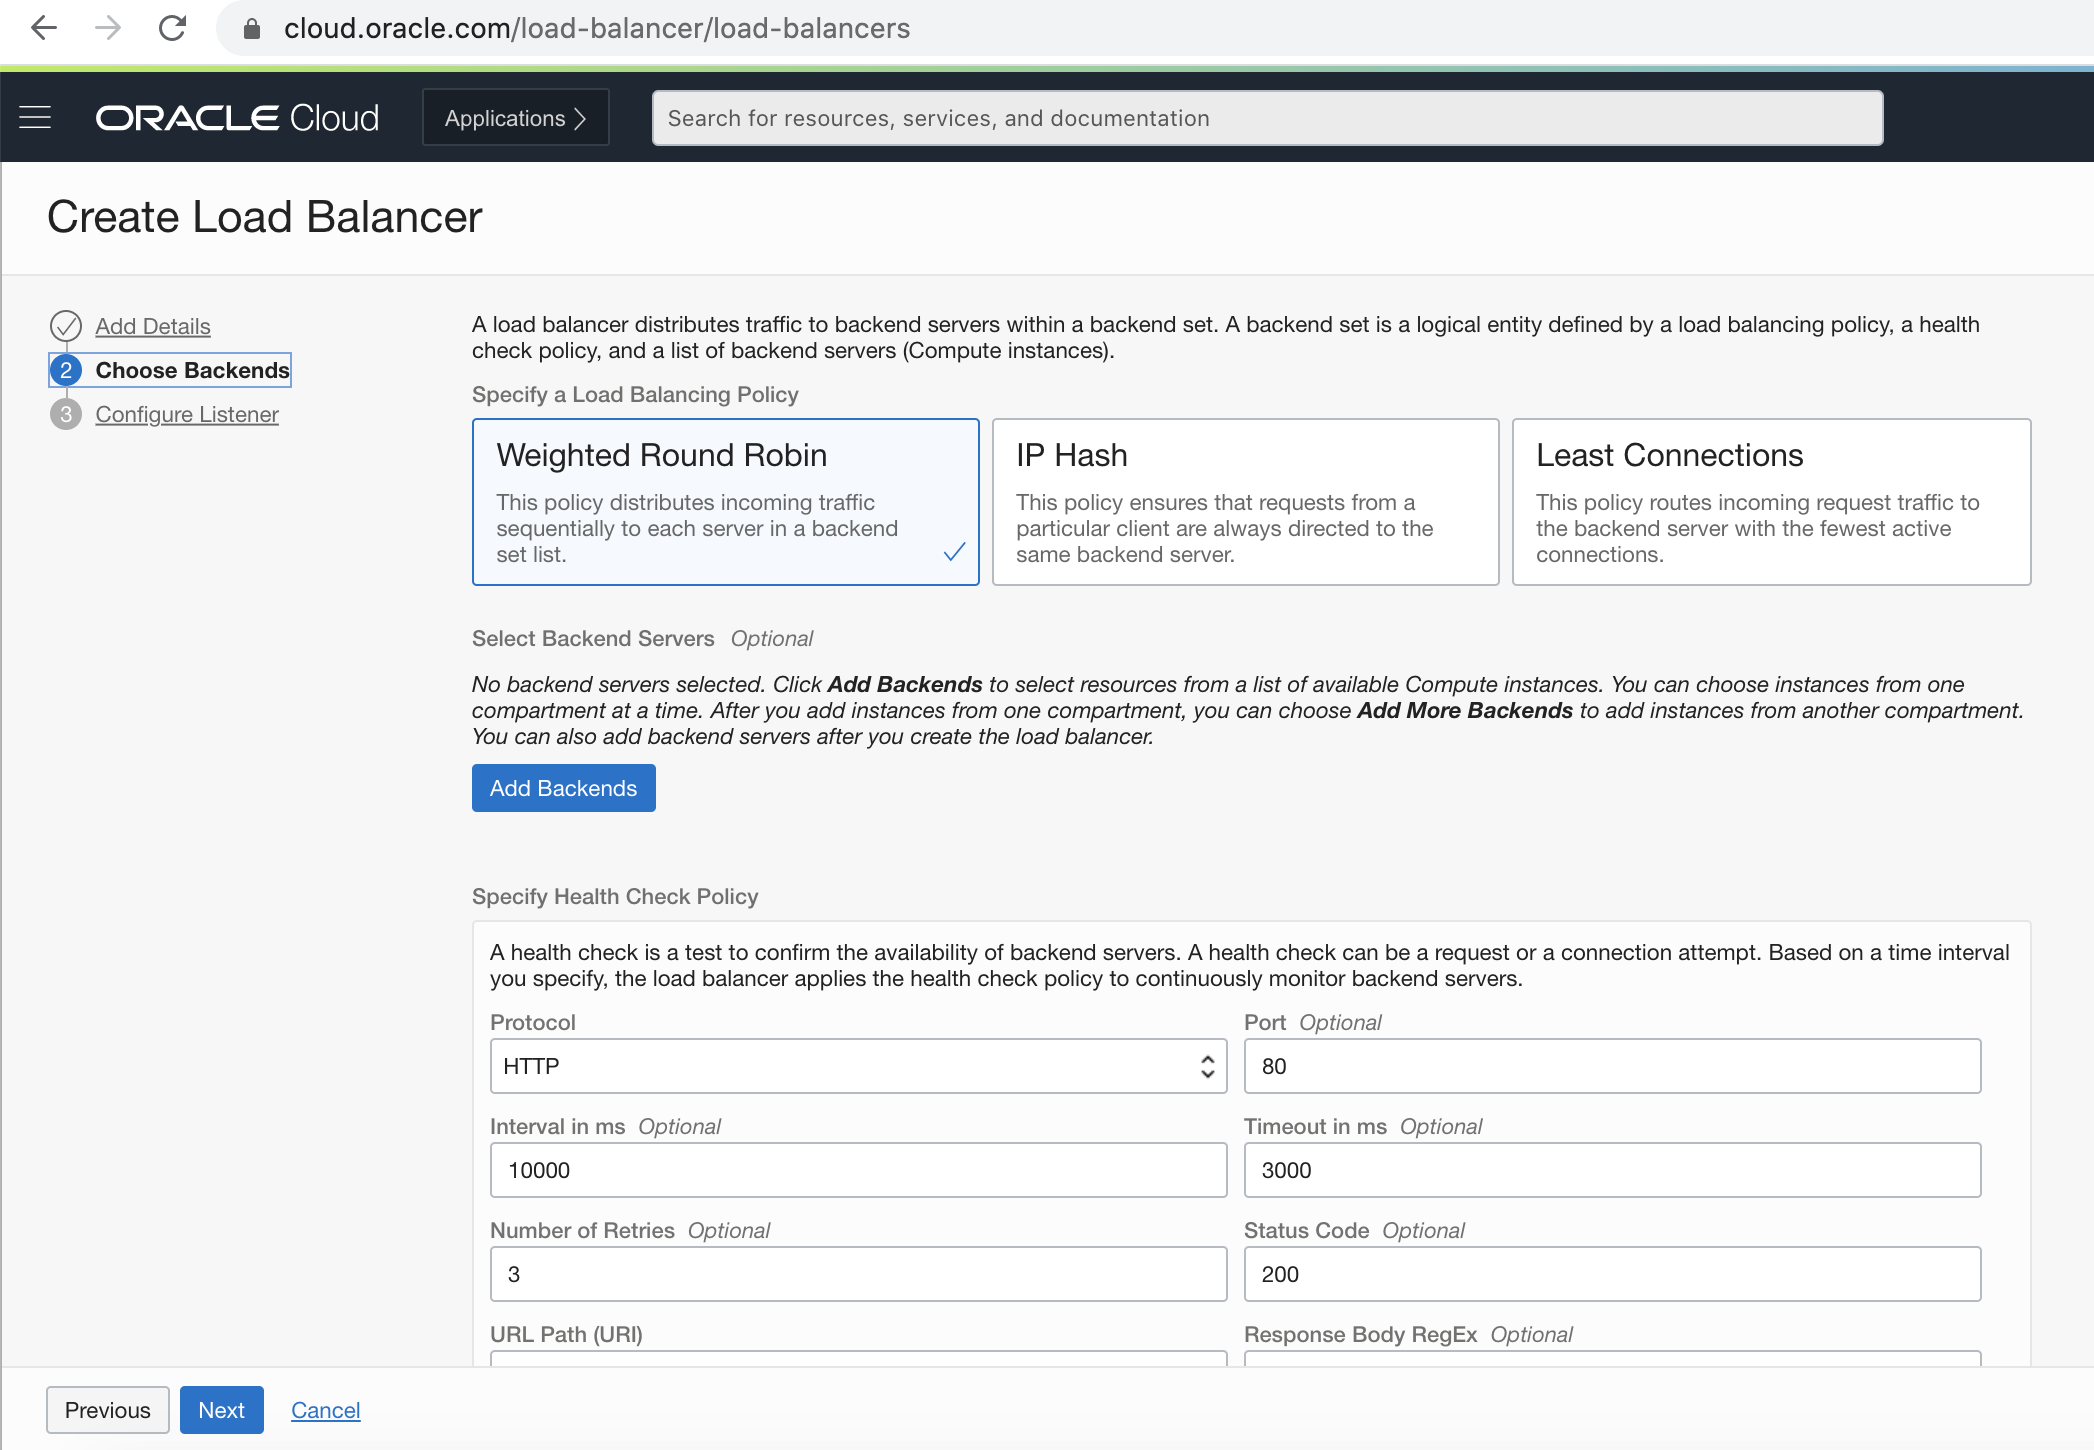 cloud.oracle.com/load-balancer/load-balancers
ORACLE Cloud
Applications
Search for resources, services, and documentation
Create Load Balancer
Add Details
2 Choose Backends
3 Configure Listener
A load balancer distributes traffic to backend servers within a backend set. A backend set is a logical entity defined by a load balancing policy, a health
check policy, and a list of backend servers (Compute instances).
Specify a Load Balancing Policy
Weighted Round Robin
This policy distributes incoming traffic
sequentially to each server in a backend
set list.
IP Hash
This policy ensures that requests from a
particular client are always directed to the
same backend server.
Least Connections
This policy routes incoming request traffic to
the backend server with the fewest active
connections.
Select Backend Servers Optional
No backend servers selected. Click Add Backends to select resources from a list of available Compute instances. You can choose instances from one
compartment at a time. After you add instances from one compartment, you can choose Add More Backends to add instances from another compartment.
You can also add backend servers after you create the load balancer.
Add Backends
Specify Health Check Policy
A health check is a test to confirm the availability of backend servers. A health check can be a request or a connection attempt. Based on a time interval
you specify, the load balancer applies the health check policy to continuously monitor backend servers.
Protocol
HTTP
Port Optional
80
Interval in ms Optional
10000
Timeout in ms Optional
3000
Number of Retries Optional
3
Status Code Optional
200
URL Path (URI)
Response Body RegEx Optional
Previous
Next
Cancel